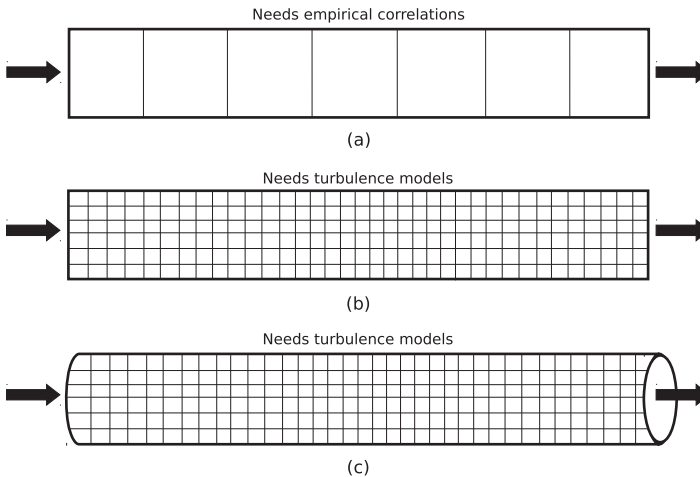 Needs empirical correlations
(a)
Needs turbulence models
(b)
Needs turbulence models
(c)